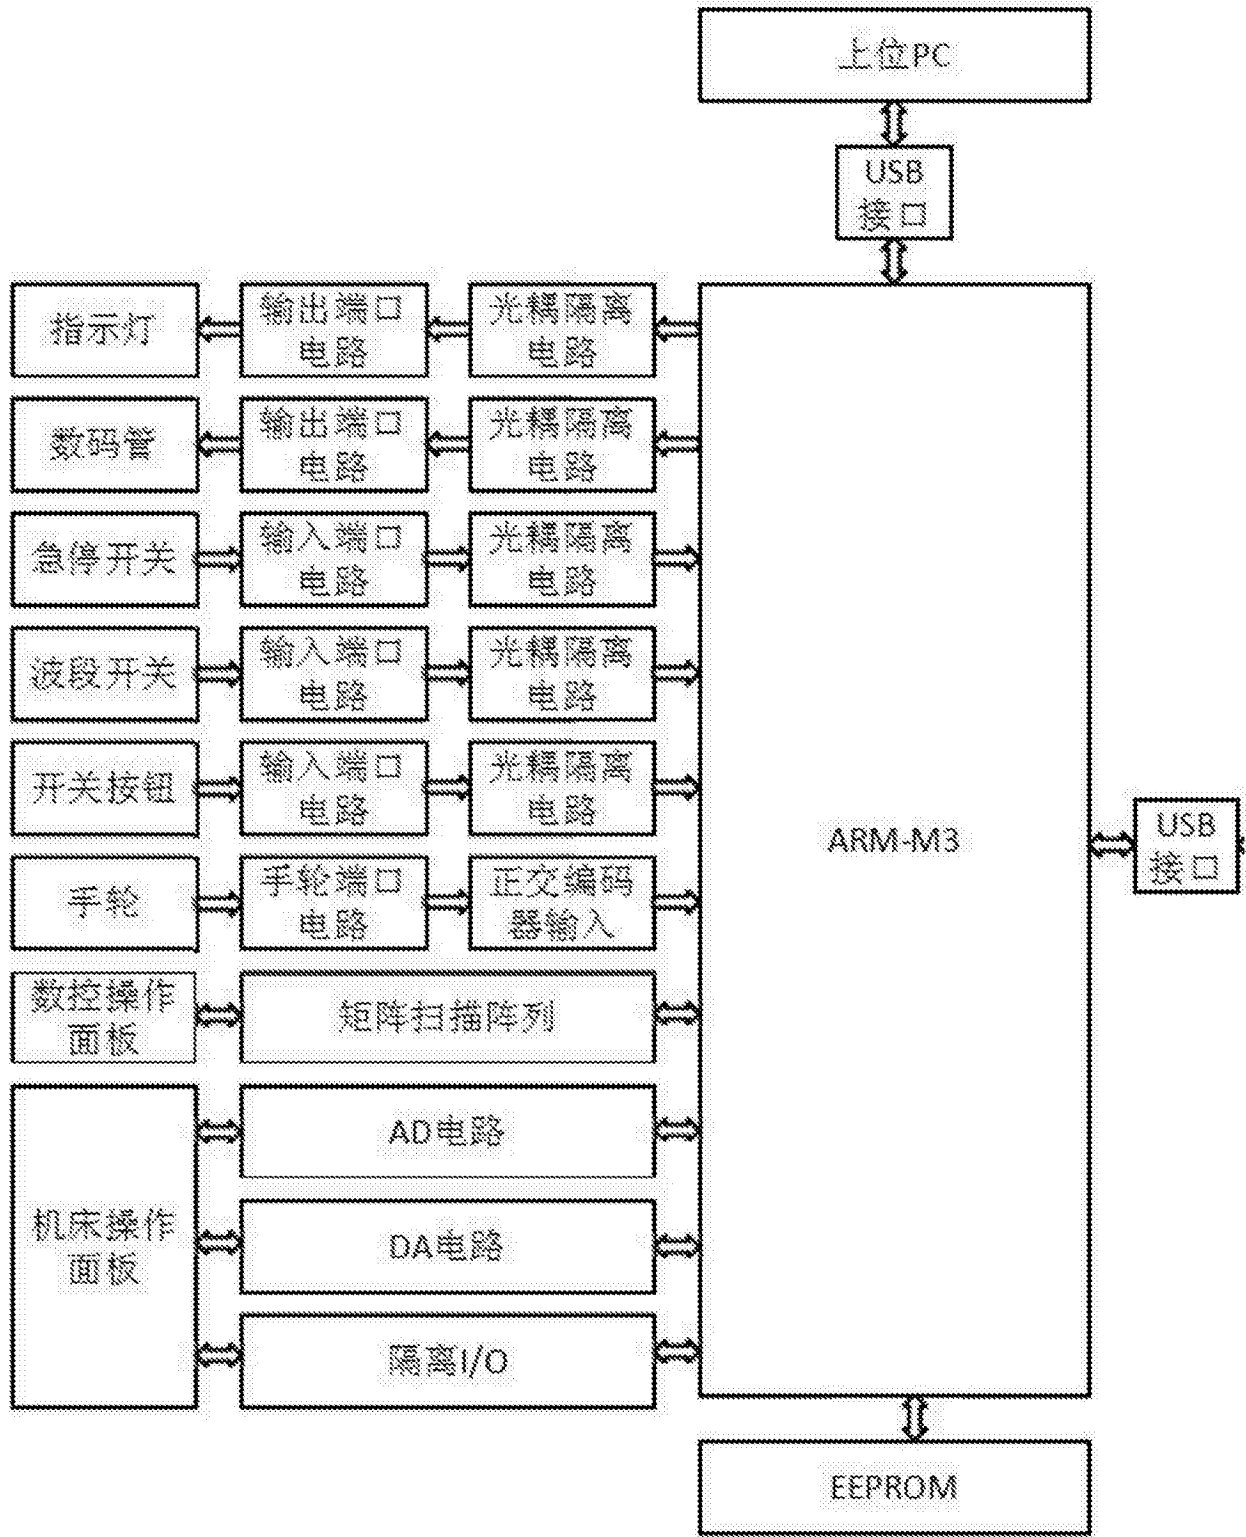 上位PC
USB
接口
指示灯
输出端口
电路
光耦隔离
电路
数码管
输出端口
电路
光耦隔离
电路
急停开关
输入端口
电路
光耦隔离
电路
波段开关
输入端口
电路
光耦隔离
电路
开关按钮
输入端口
电路
光耦隔离
电路
ARM-M3
USB
接口
手轮
手轮端口
电路
正交编码
器输入
数控操作
面板
矩阵扫描阵列
机床操作
面板
AD电路
DA电路
隔离I/O
EEPROM